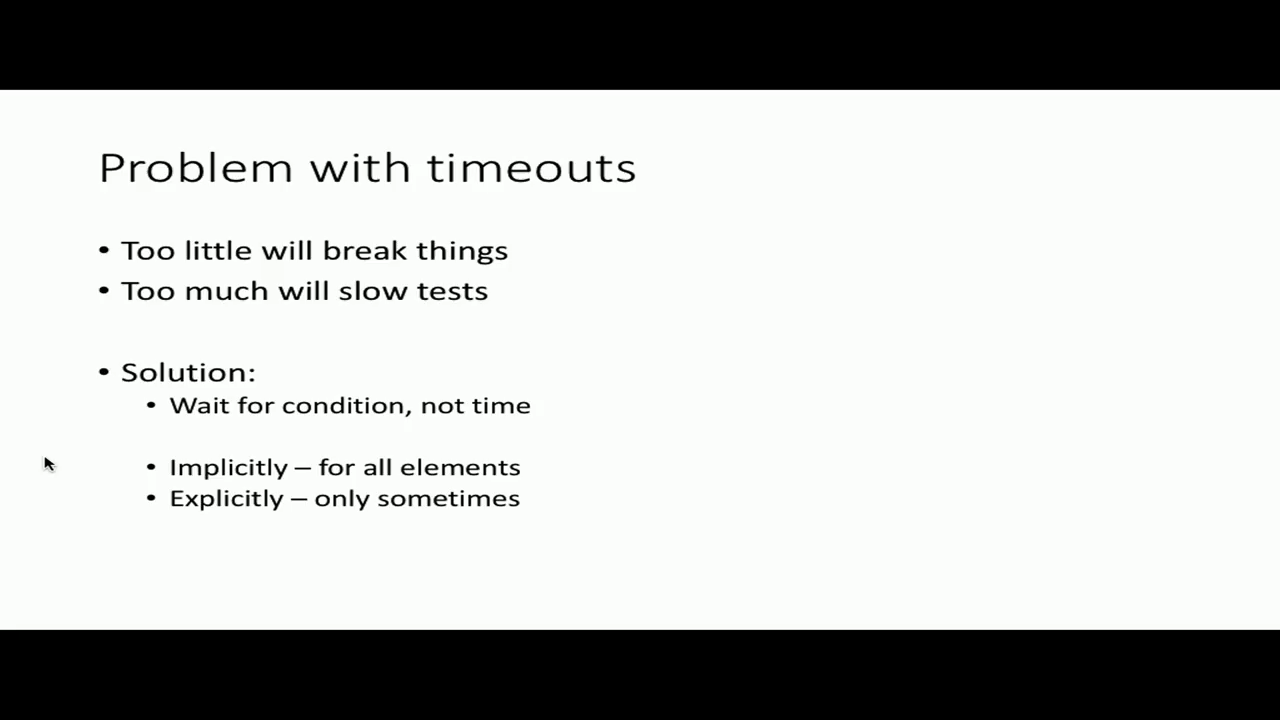 Problem with timeouts
• Too little will break things
• Too much will slow tests
• Solution:
• Wait for condition, not time
• Implicitly – for all elements
• Explicitly – only sometimes